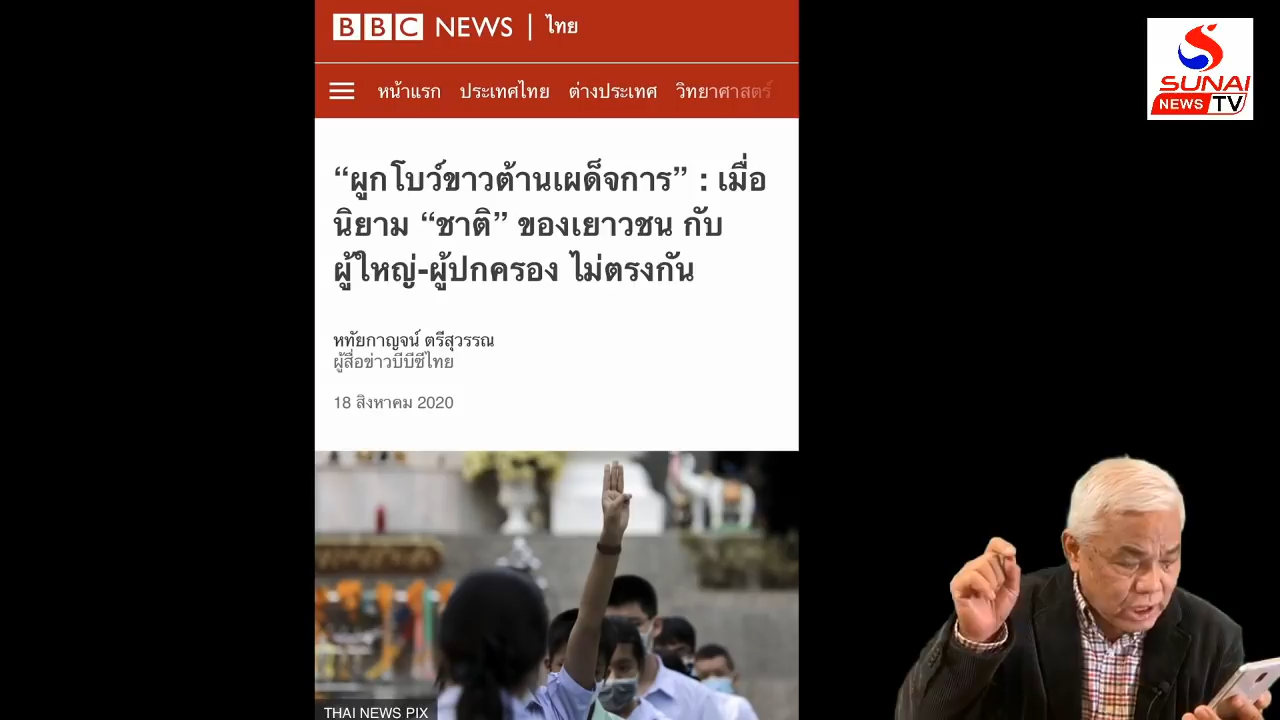 BBC NEWS | ไทย
หน้าแรก ประเทศไทย ต่างประเทศ วิทยาศาสตร์
“ผูกโบว์ขาวต้านเผด็จการ” : เมื่อ
นิยาม “ชาติ” ของเยาวชน กับ
ผู้ใหญ่-ผู้ปกครอง ไม่ตรงกัน
หทัยกาญจน์ ตรีสุวรรณ
ผู้สื่อข่าวบีบีซีไทย
18 สิงหาคม 2020
THAI NEWS PIX
SUNAI
NEWS TV